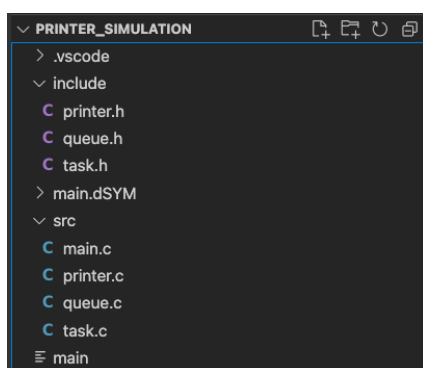 PRINTER_SIMULATION
.vscode
include
C printer.h
C queue.h
C task.h
main.dSYM
src
C main.c
C printer.c
C queue.c
C task.c
main